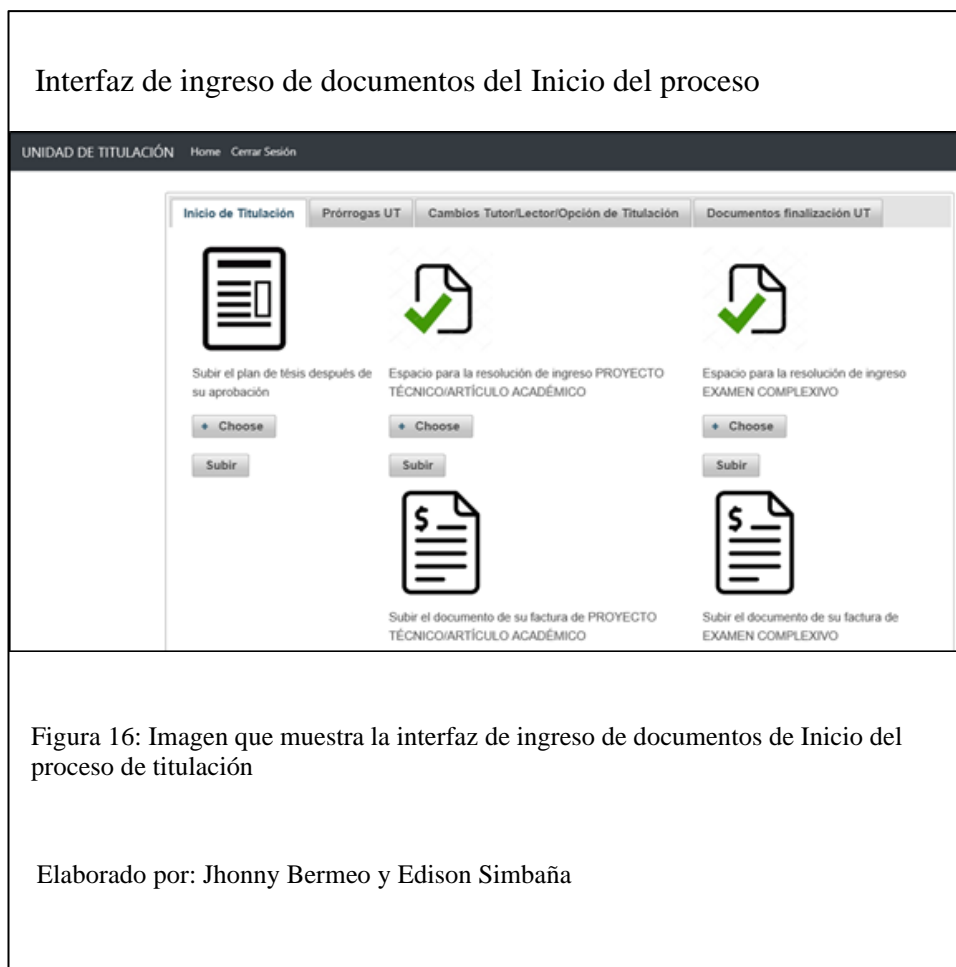 Interfaz de ingreso de documentos del Inicio del proceso
UNIDAD DE TITULACIÓN Home Cerrar Sesión
Inicio de Titulación Prórrogas UT Cambios Tutor/Lector/Opción de Titulación Documentos finalización UT
Subir el plan de tésis después de
su aprobación
Choose
Subir
Espacio para la resolución de ingreso PROYECTO
TÉCNICO/ARTÍCULO ACADÉMICO
Choose
Subir
Espacio para la resolución de ingreso
EXAMEN COMPLEXIVO
Choose
Subir
$
Subir el documento de su factura de PROYECTO
TÉCNICO/ARTÍCULO ACADÉMICO
$
Subir el documento de su factura de
EXAMEN COMPLEXIVO
Figura 16: Imagen que muestra la interfaz de ingreso de documentos de Inicio del
proceso de titulación
Elaborado por: Jhonny Bermeo y Edison Simbaña